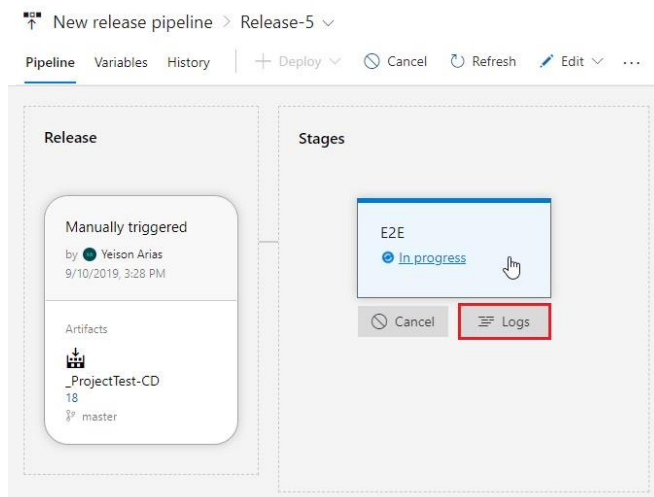 New release pipeline > Release-5
Pipeline Variables History + Deploy Cancel Refresh Edit ...
Release
Manually triggered
by Yeison Arias
9/10/2019, 3:28 PM
Artifacts
_ProjectTest-CD
18
master
Stages
E2E
In progress
Cancel Logs